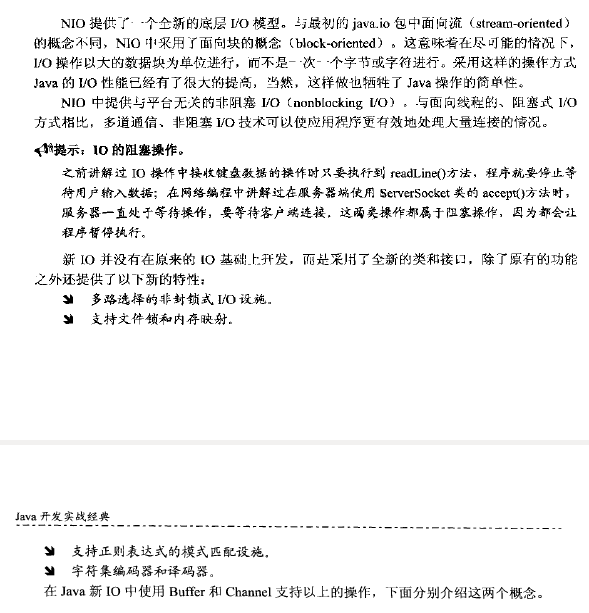 NIO 提供了一个全新的底层 I/O 模型。与最初的 java.io 包中面向流（stream-oriented）
的概念不同，NIO 中采用了面向块的概念（block-oriented）。这意味着在尽可能的情况下，
I/O 操作以大的数据块为单位进行，而不是一次一个字节或字符进行。采用这样的操作方式
Java 的 I/O 性能已经有了很大的提高，当然，这样做也牺牲了 Java 操作的简单性。
NIO 中提供与平台无关的非阻塞 I/O（nonblocking I/O）。与面向线程的、阻塞式 I/O
方式相比，多道通信、非阻塞 I/O 技术可以使应用程序更有效地处理大量连接的情况。
提示：IO 的阻塞操作。
之前讲解过 IO 操作中接收键盘数据的操作时只要执行到 readLine()方法，程序就要停止等
待用户输入数据；在网络编程中讲解过在服务器端使用 ServerSocket 类的 accept()方法时，
服务器一直处于等待操作，要等待客户端连接，这两类操作都属于阻塞操作，因为都会让
程序暂停执行。
新 IO 并没有在原来的 IO 基础上开发，而是采用了全新的类和接口，除了原有的功能
之外还提供了以下新的特性：
多路选择的非封锁式 I/O 设施。
支持文件锁和内存映射。
Java 开发实战经典
支持正则表达式的模式匹配设施。
字符集编码器和译码器。
在 Java 新 IO 中使用 Buffer 和 Channel 支持以上的操作，下面分别介绍这两个概念。